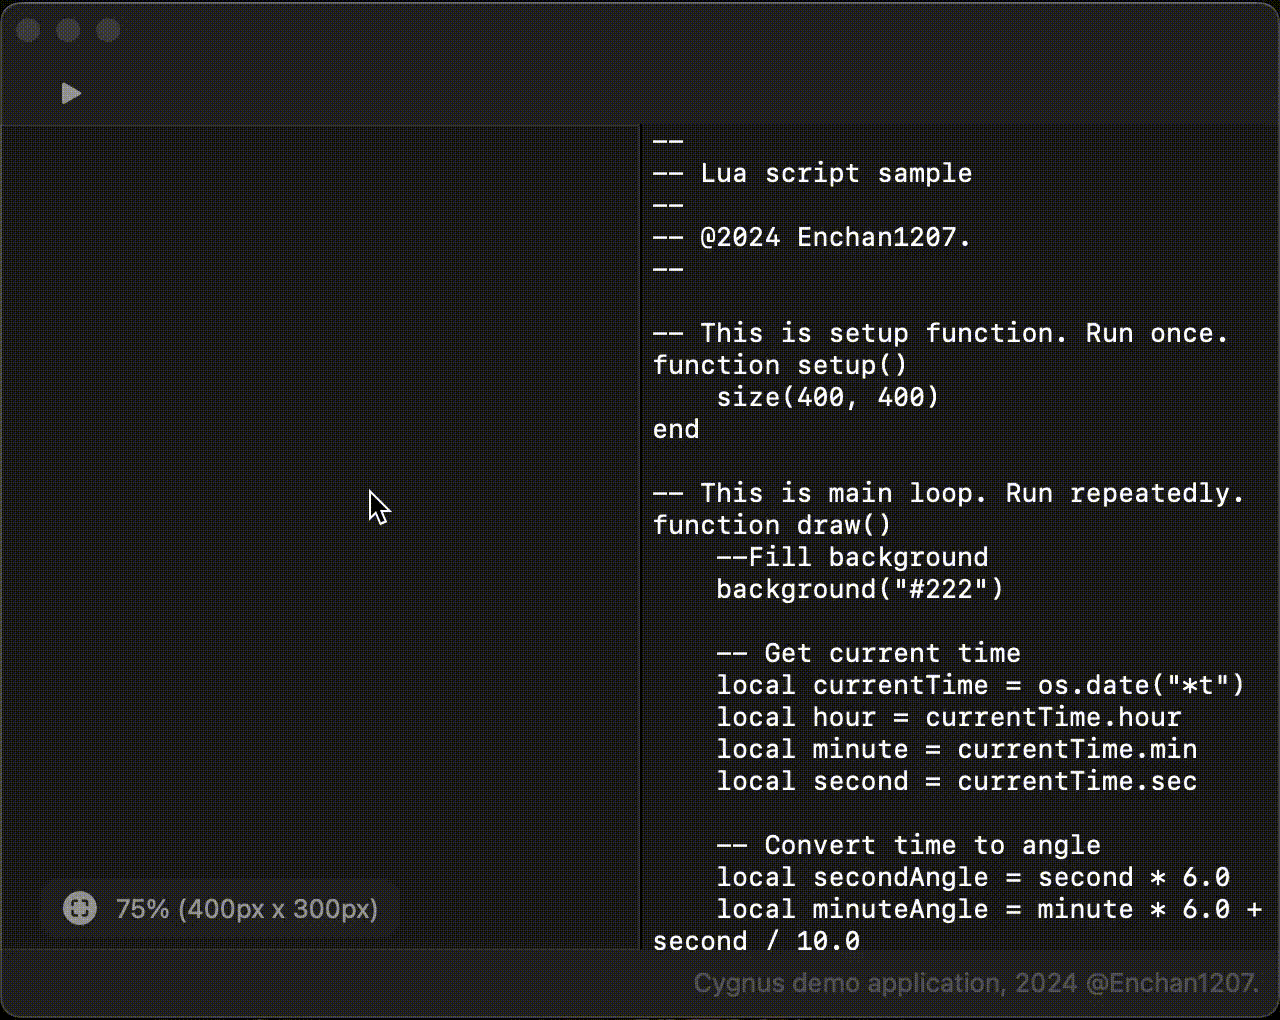 --
-- Lua script sample
--
-- @2024 Enchan1207.
--
-- This is setup function. Run once.
function setup()
    size(400, 400)
end
-- This is main loop. Run repeatedly.
function draw()
    --Fill background
    background("#222")
    -- Get current time
    local currentTime = os.date("*t")
    local hour = currentTime.hour
    local minute = currentTime.min
    local second = currentTime.sec
    -- Convert time to angle
    local secondAngle = second * 6.0
    local minuteAngle = minute * 6.0 +
second / 10.0
75% (400px x 300px)
Cygnus demo application, 2024 @Enchan1207.